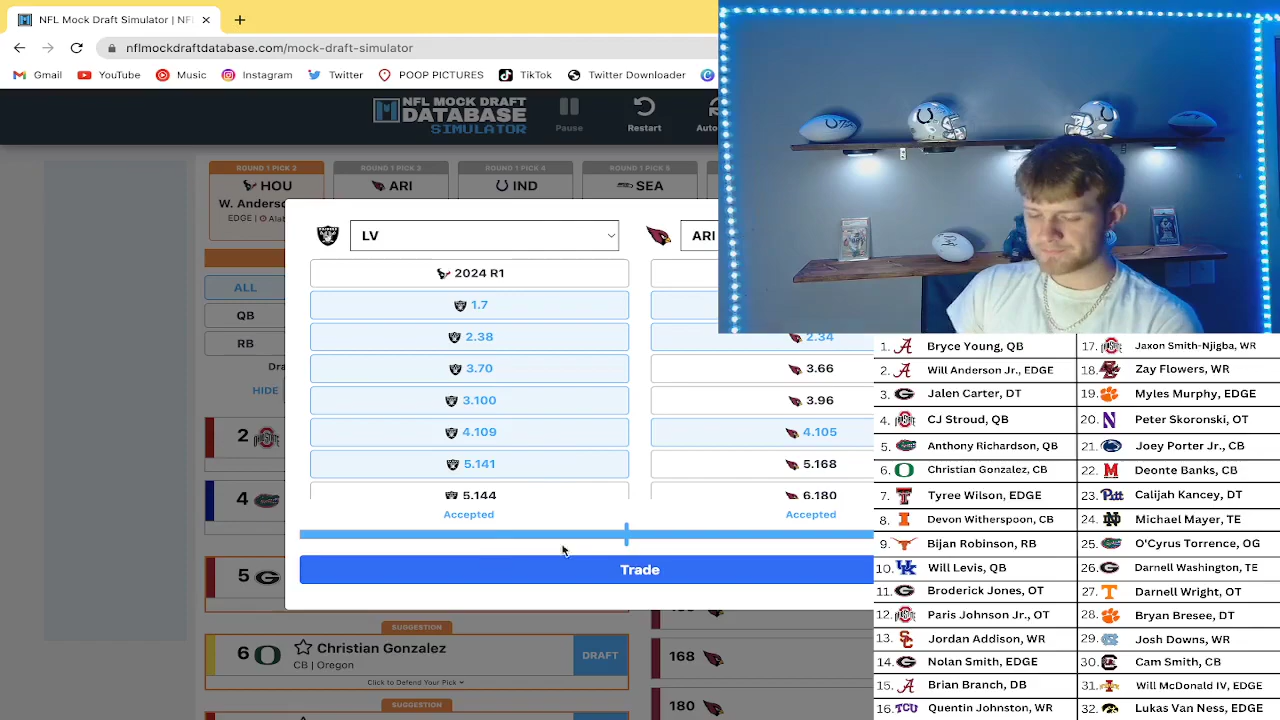 NFL Mock Draft Simulator | NFL
nflmockdraftdatabase.com/mock-draft-simulator
Gmail YouTube Music Instagram Twitter POOP PICTURES TikTok Twitter Downloader
NFL MOCK DRAFT
DATABASE
SIMULATOR
Pause
Restart
Auto
ROUND 1 PICK 2
HOU
W. Anders
EDGE | Alab
ROUND 1 PICK 3
ARI
ROUND 1 PICK 4
IND
ROUND 1 PICK 5
SEA
ALL
QB
RB
Dra
HIDE
2
4
5
LV
ARI
2024 R1
1.7
2.38
2.34
3.70
3.66
3.100
3.96
4.109
4.105
5.141
5.168
5.144
6.180
Accepted
Accepted
Trade
SUGGESTION
6
Christian Gonzalez
CB | Oregon
DRAFT
Click to Defend Your Pick
SUGGESTION
168
180
1. Bryce Young, QB
2. Will Anderson Jr., EDGE
3. Jalen Carter, DT
4. CJ Stroud, QB
5. Anthony Richardson, QB
6. Christian Gonzalez, CB
7. Tyree Wilson, EDGE
8. Devon Witherspoon, CB
9. Bijan Robinson, RB
10. Will Levis, QB
11. Broderick Jones, OT
12. Paris Johnson Jr., OT
13. Jordan Addison, WR
14. Nolan Smith, EDGE
15. Brian Branch, DB
16. TCU Quentin Johnston, WR
17. Jaxon Smith-Njigba, WR
18. Zay Flowers, WR
19. Myles Murphy, EDGE
20. Peter Skoronski, OT
21. Joey Porter Jr., CB
22. Deonte Banks, CB
23. Pitt Calijah Kancey, DT
24. Michael Mayer, TE
25. O'Cyrus Torrence, OG
26. Darnell Washington, TE
27. Darnell Wright, OT
28. Bryan Bresee, DT
29. Josh Downs, WR
30. Cam Smith, CB
31. Will McDonald IV, EDGE
32. Lukas Van Ness, EDGE